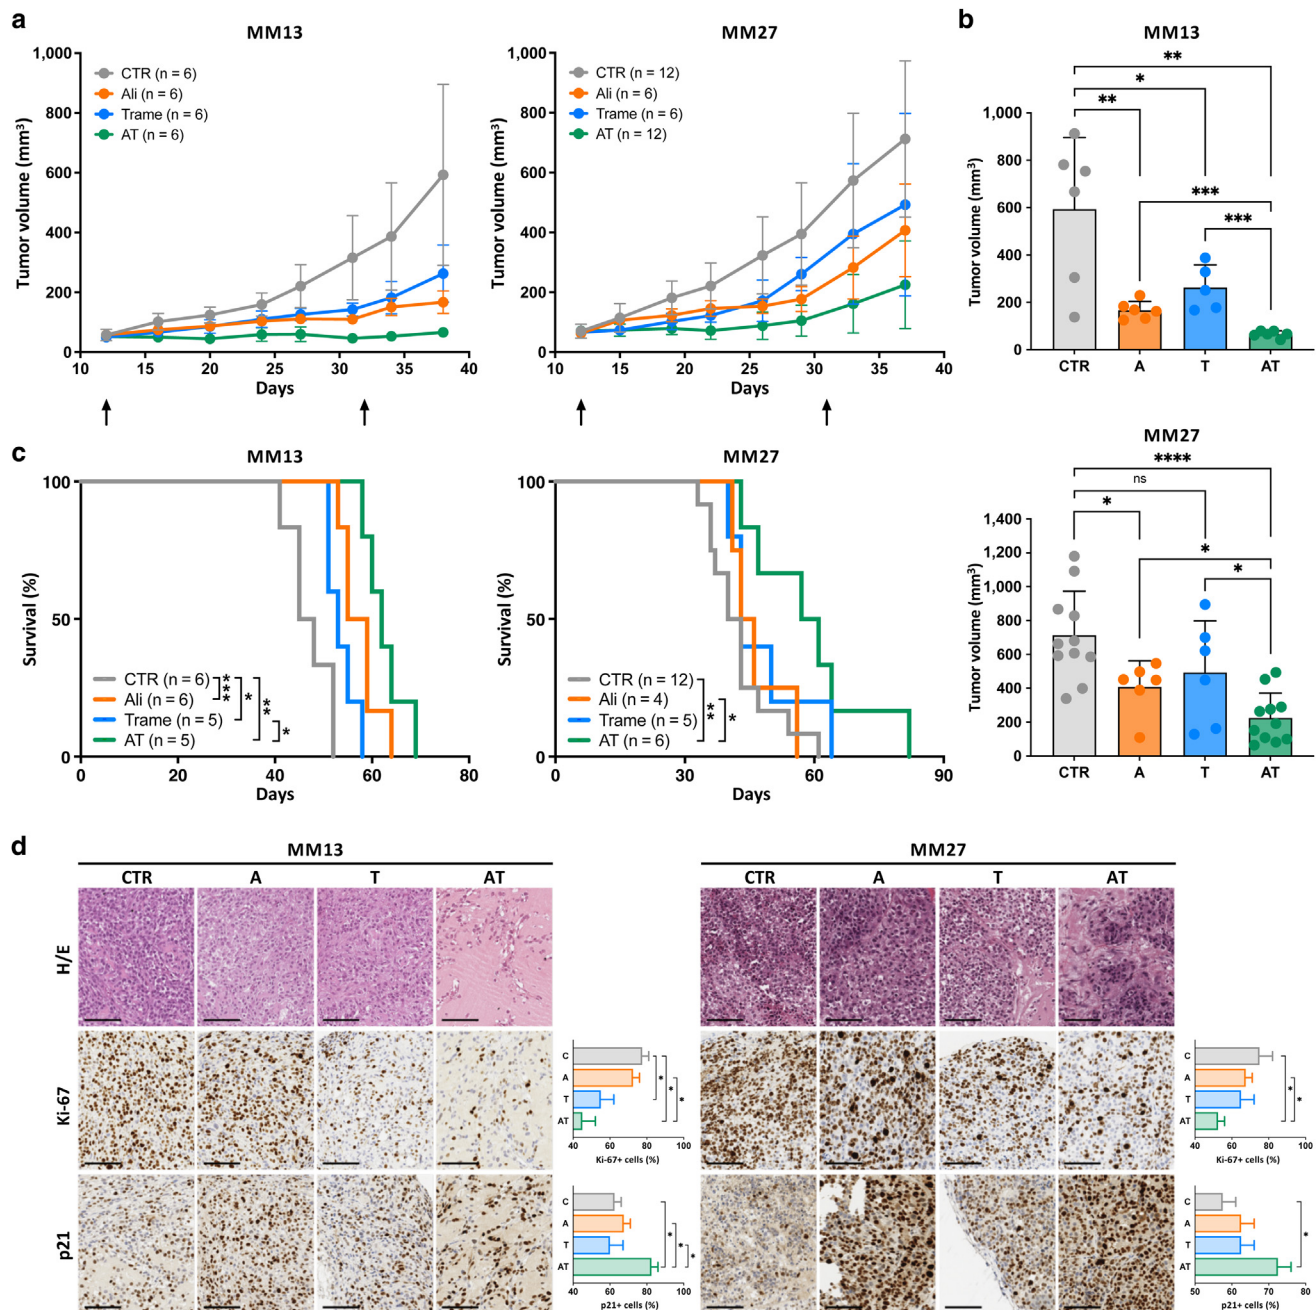 a
MM13
1,000
800
600
400
200
0
Tumor volume (mm³)
CTR (n = 6)
Ali (n = 6)
Trame (n = 6)
AT (n = 6)
10 15 20 25 30 35 40
Days
MM27
1,000
800
600
400
200
0
Tumor volume (mm³)
CTR (n = 12)
Ali (n = 6)
Trame (n = 6)
AT (n = 12)
10 15 20 25 30 35 40
Days
b
MM13
**
*
**
***
***
1,000
800
600
400
200
0
Tumor volume (mm³)
CTR A T AT
MM27
****
ns
*
*
*
1,400
1,200
1,000
800
600
400
200
0
Tumor volume (mm³)
CTR A T AT
c
MM13
100
50
0
Survival (%)
CTR (n = 6)
Ali (n = 6)
Trame (n = 5)
AT (n = 5)
***
*
*
**
*
0 20 40 60 80
Days
MM27
100
50
0
Survival (%)
CTR (n = 12)
Ali (n = 4)
Trame (n = 5)
AT (n = 6)
**
*
0 30 60 90
Days
d
MM13
CTR A T AT
MM27
CTR A T AT
H/E
Ki-67
C
A
T
AT
*
*
*
40 60 80 100
Ki-67+ cells (%)
C
A
T
AT
*
*
40 60 80 100
Ki-67+ cells (%)
p21
C
A
T
AT
*
*
*
40 60 80 100
p21+ cells (%)
C
A
T
AT
*
50 60 70 80
p21+ cells (%)